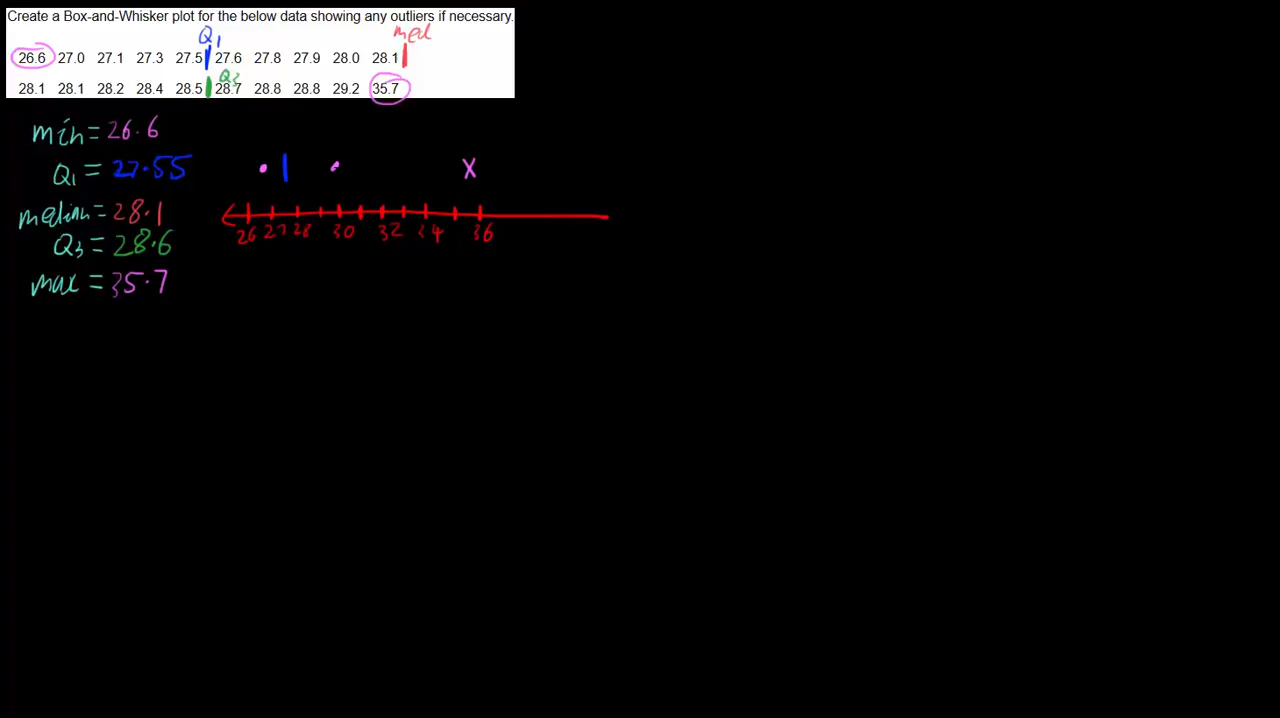 Create a Box-and-Whisker plot for the below data showing any outliers if necessary.
Q1 med
26.6 27.0 27.1 27.3 27.5 27.6 27.8 27.9 28.0 28.1
Q3
28.1 28.1 28.2 28.4 28.5 28.7 28.8 28.8 29.2 35.7
min = 26.6
Q1 = 27.55
x
median = 28.1
26 27 28 30 32 34 36
Q3 = 28.6
max = 35.7